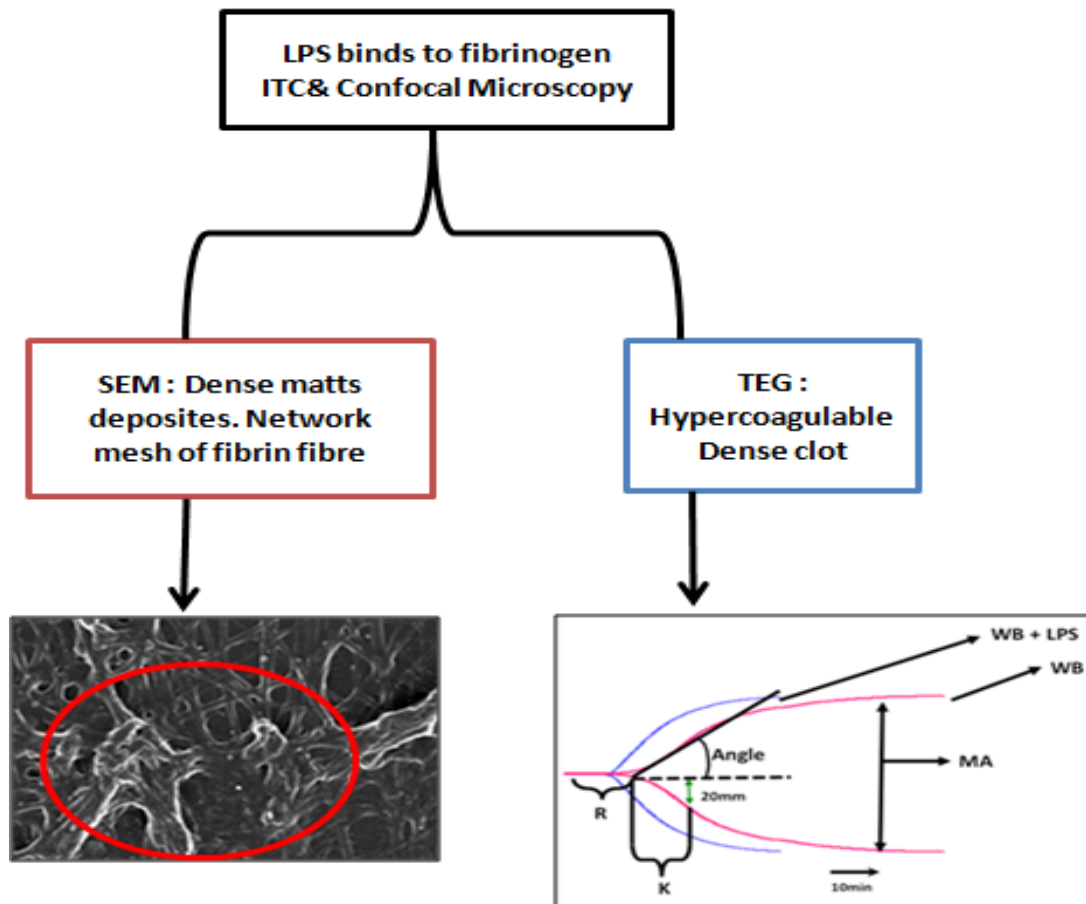 LPS binds to fibrinogen
ITC& Confocal Microscopy
SEM : Dense matts
deposites. Network
mesh of fibrin fibre
TEG :
Hypercoagulable
Dense clot
WB + LPS
WB
Angle
MA
20mm
R
K
10min